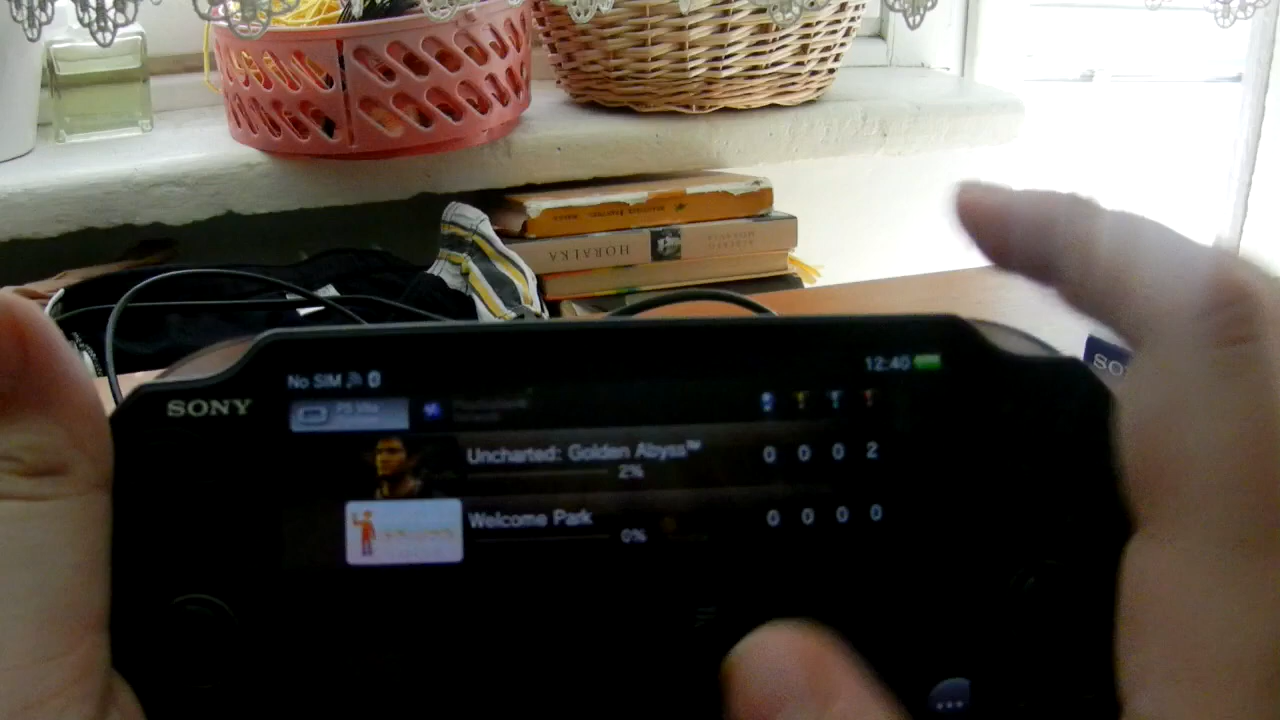 HORALKA
No SIM
12:40
SONY
PS Vita
Uncharted: Golden Abyss™
0 0 0 2
2%
Welcome Park
0 0 0 0
0%